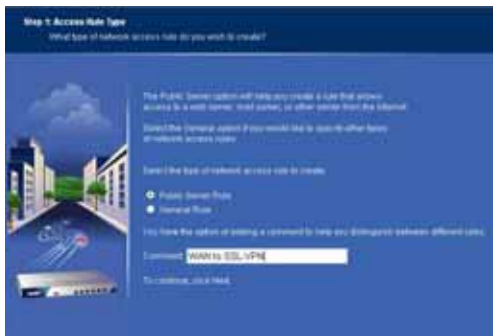 Step 1: Access Rule Type
What type of network access rule do you wish to create?
The Public Server option will help you create a rule that allows
access to a web server, mail server, or other server from the Internet.
Select the General option if you would like to specify other types
of network access rules.
Select the type of network access rule to create:
Public Server Rule
General Rule
You have the option of adding a comment to help you distinguish between different rules.
Comment: WAN to SSL-VPN
To continue, click Next.